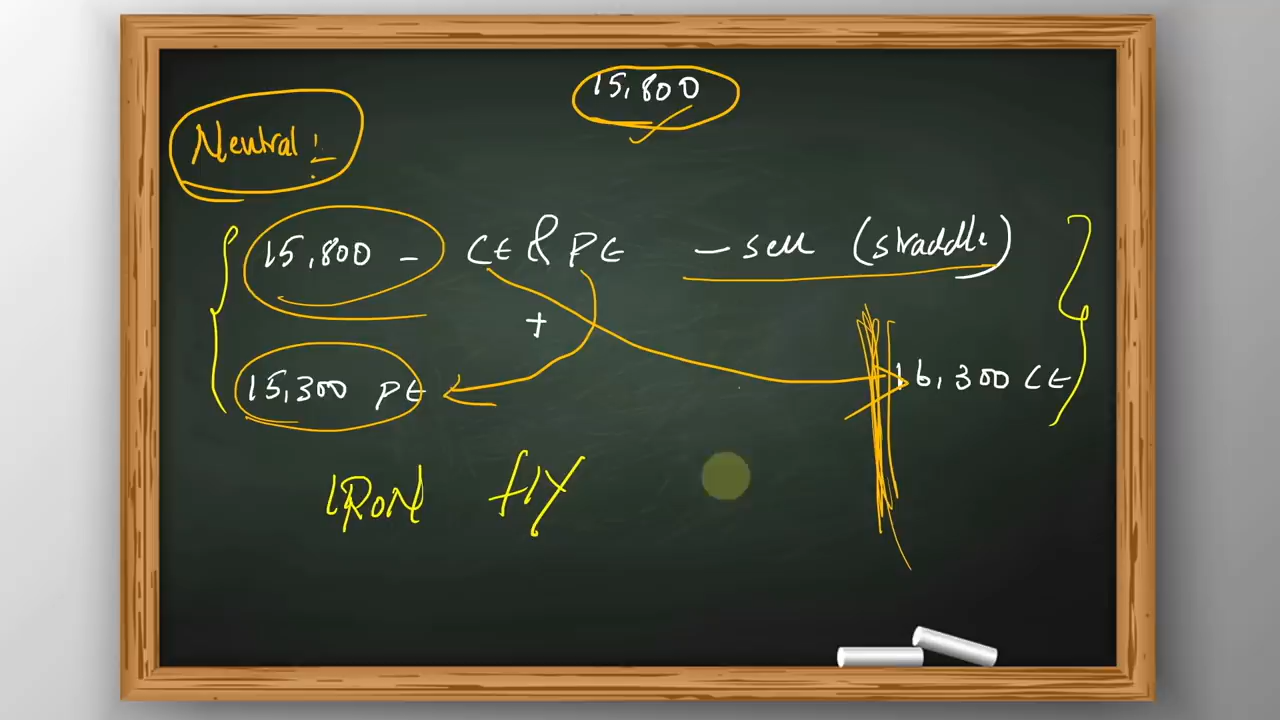 15,800
Neutral :-
15,800 - CE & PE - sell (straddle)
+
15,300 PE 16,300 CE
IRON fly